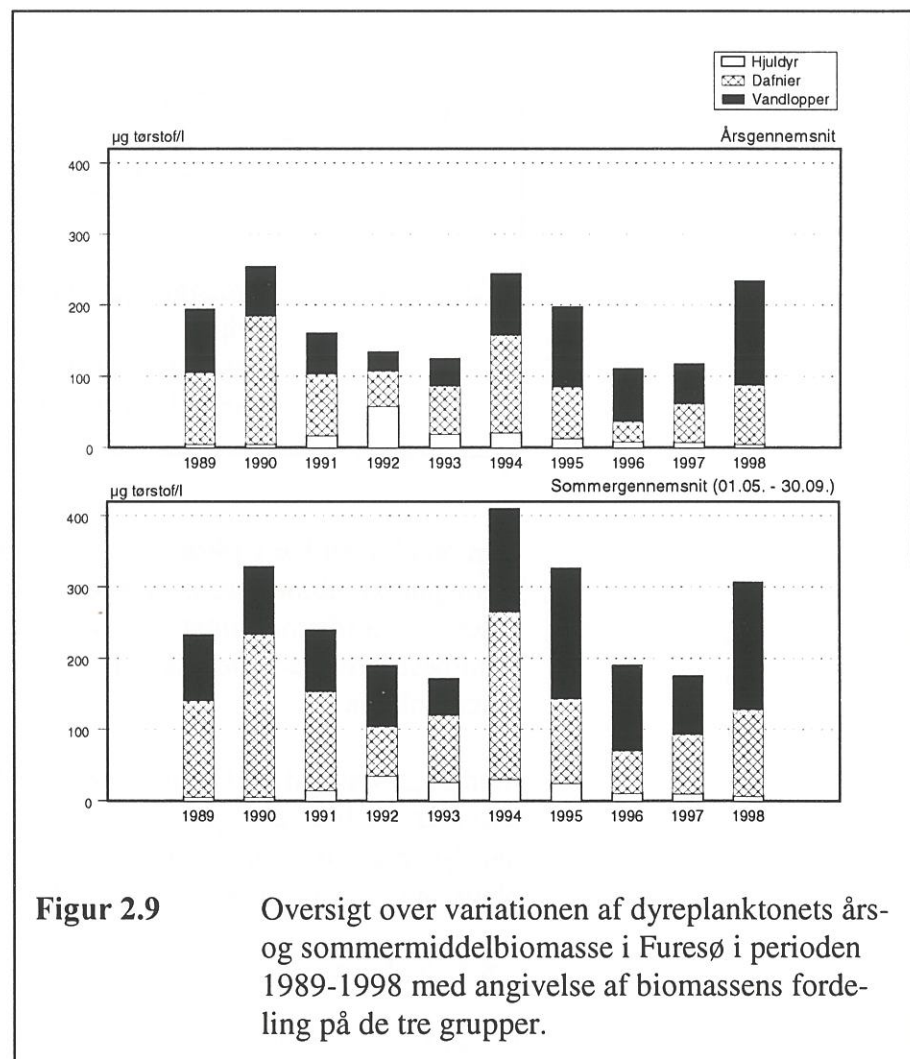 Hjuldyr
Dafnier
Vandlopper
µg tørstof/l
Årsgennemsnit
400
300
200
100
0
1989 1990 1991 1992 1993 1994 1995 1996 1997 1998
µg tørstof/l
Sommergennemsnit (01.05. - 30.09.)
400
300
200
100
0
1989 1990 1991 1992 1993 1994 1995 1996 1997 1998
Figur 2.9 Oversigt over variationen af dyreplanktonets års-
og sommermiddelbiomasse i Furesø i perioden
1989-1998 med angivelse af biomassens forde-
ling på de tre grupper.